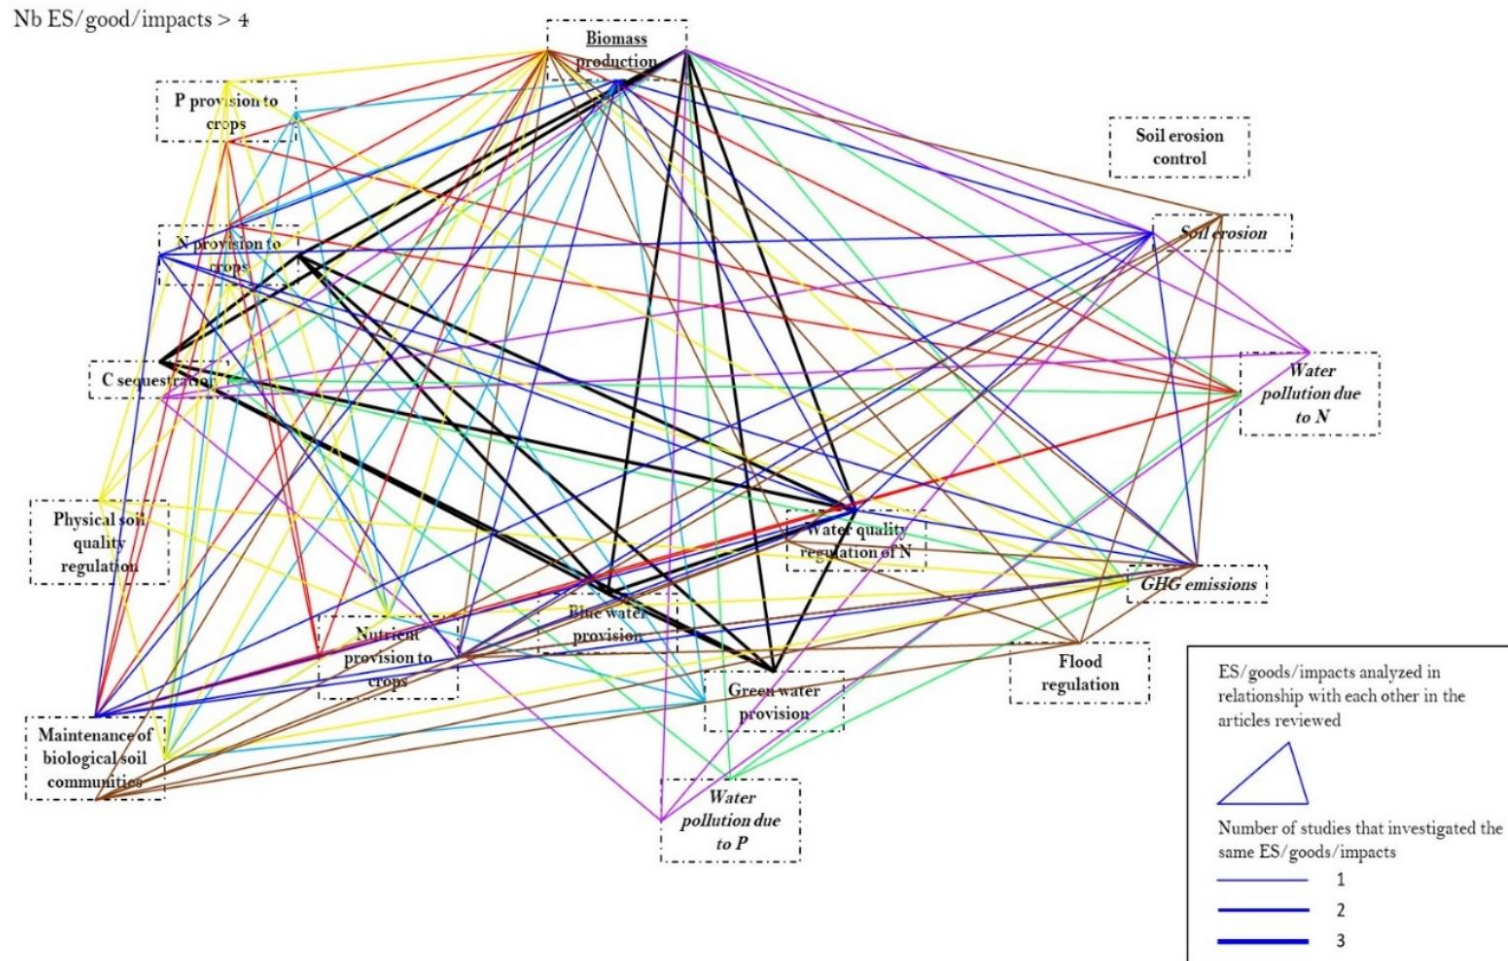 Nb ES/good/impacts > 4
Biomass
production
P provision to
crops
Soil erosion
control
N provision to
crops
Soil erosion
C sequestration
Water
pollution due
to N
Physical soil
quality
regulation
Water quality
regulation of N
GHG emissions
Blue water
provision
Nutrient
provision to
crops
Flood
regulation
Green water
provision
Maintenance of
biological soil
communities
Water
pollution due
to P
ES/goods/impacts analyzed in
relationship with each other in the
articles reviewed
Number of studies that investigated the
same ES/goods/impacts
1
2
3